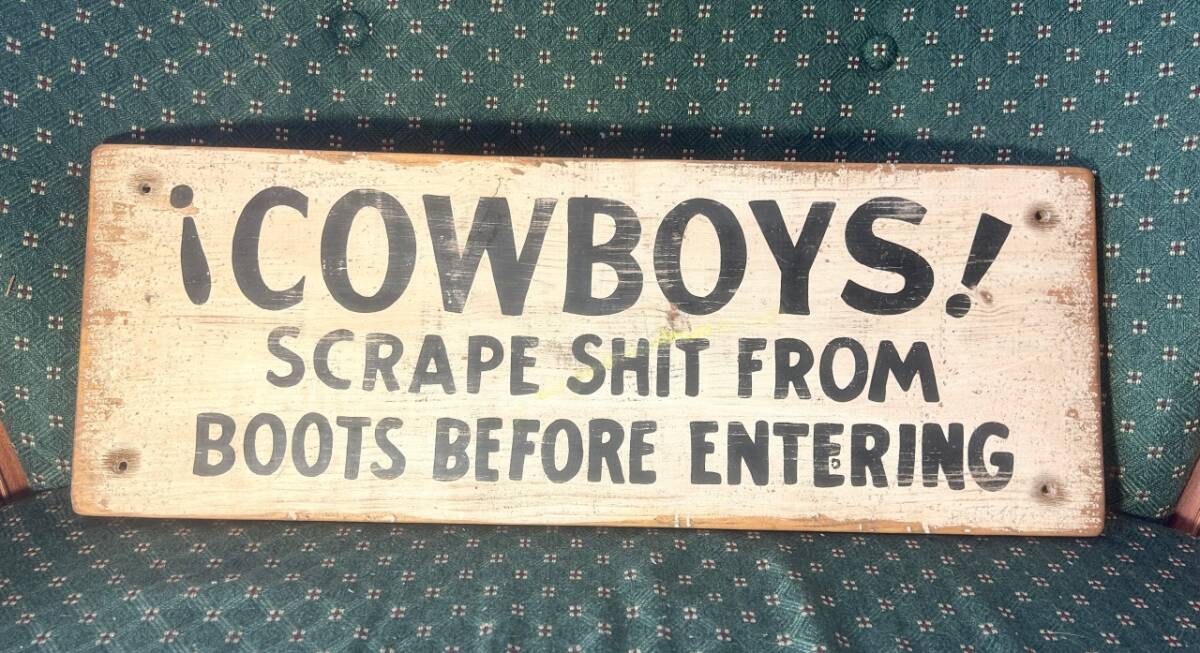 ¡COWBOYS!
SCRAPE SHIT FROM
BOOTS BEFORE ENTERING